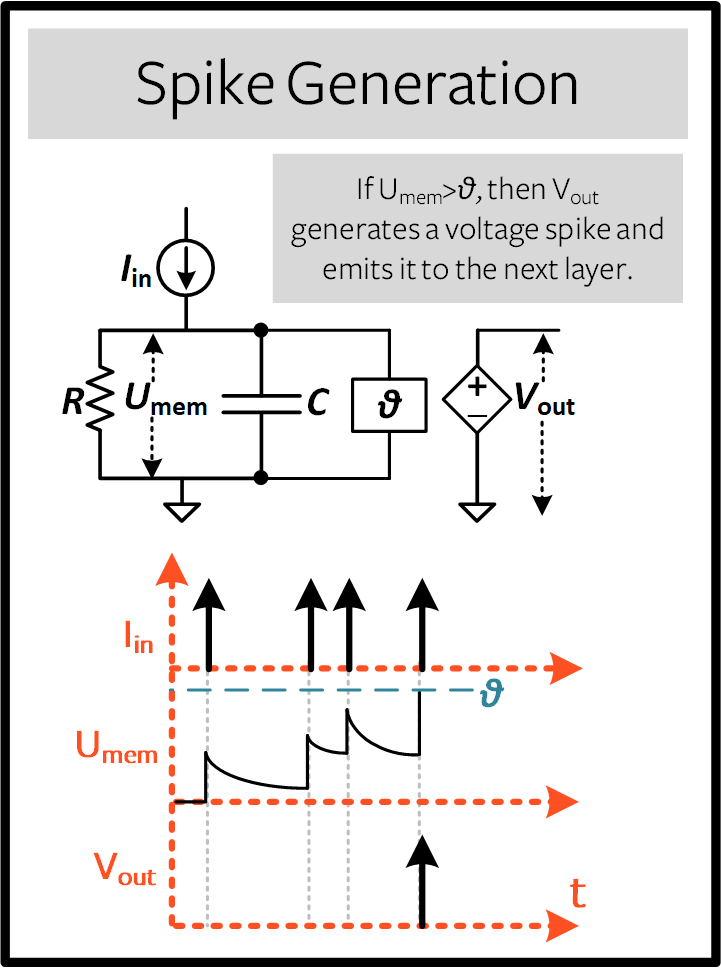 Spike Generation
If Umem>ϑ, then Vout
generates a voltage spike and
emits it to the next layer.
Iin
R
Umem
C
ϑ
+
−
Vout
Iin
ϑ
Umem
Vout
t